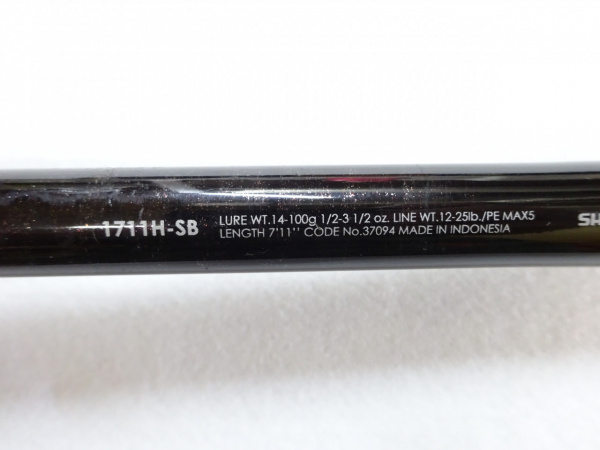 1711H-SB LURE WT.14-100g 1/2-3 1/2 oz. LINE WT.12-25lb./PE MAX5
LENGTH 7'11'' CODE No.37094 MADE IN INDONESIA